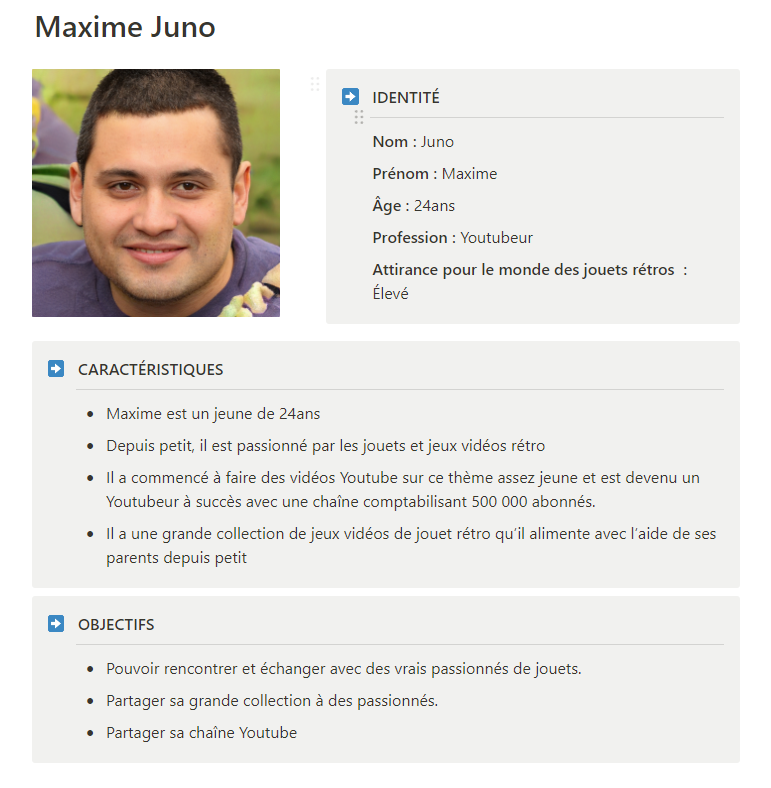 Maxime Juno
IDENTITÉ
Nom : Juno
Prénom : Maxime
Âge : 24ans
Profession : Youtubeur
Attirance pour le monde des jouets rétros  :
Élevé
CARACTÉRISTIQUES
• Maxime est un jeune de 24ans
• Depuis petit, il est passionné par les jouets et jeux vidéos rétro
• Il a commencé à faire des vidéos Youtube sur ce thème assez jeune et est devenu un
Youtubeur à succès avec une chaîne comptabilisant 500 000 abonnés.
• Il a une grande collection de jeux vidéos de jouet rétro qu’il alimente avec l’aide de ses
parents depuis petit
OBJECTIFS
• Pouvoir rencontrer et échanger avec des vrais passionnés de jouets.
• Partager sa grande collection à des passionnés.
• Partager sa chaîne Youtube